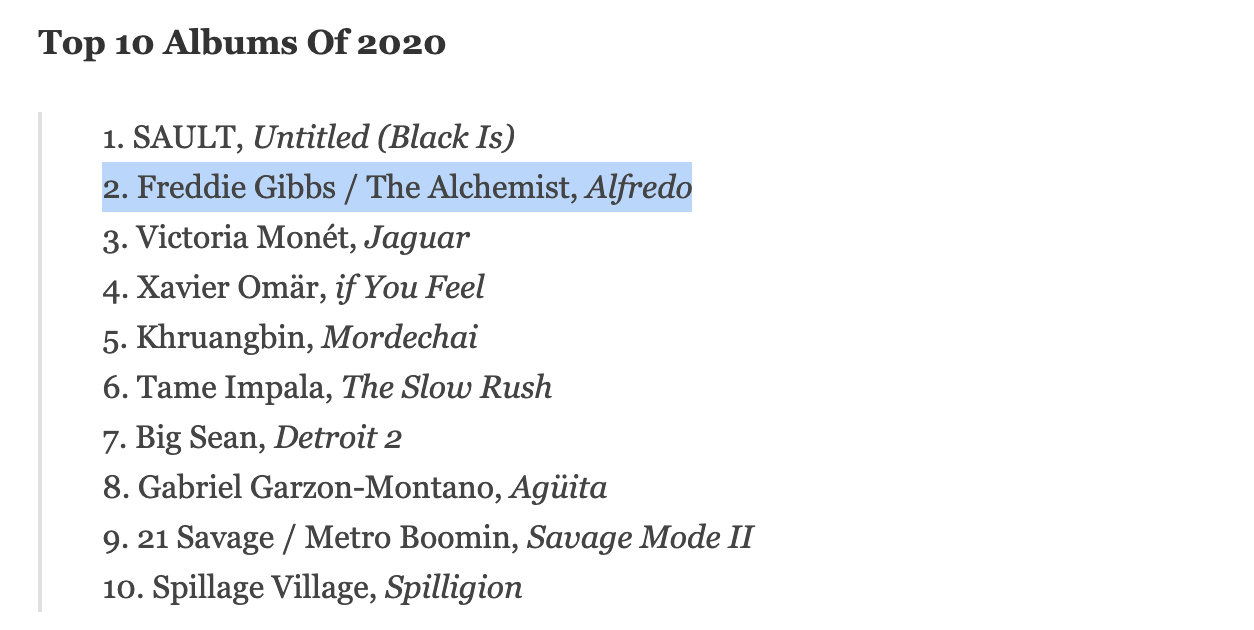 Top 10 Albums Of 2020
1. SAULT, Untitled (Black Is)
2. Freddie Gibbs / The Alchemist, Alfredo
3. Victoria Monét, Jaguar
4. Xavier Omär, if You Feel
5. Khruangbin, Mordechai
6. Tame Impala, The Slow Rush
7. Big Sean, Detroit 2
8. Gabriel Garzon-Montano, Agüita
9. 21 Savage / Metro Boomin, Savage Mode II
10. Spillage Village, Spilligion